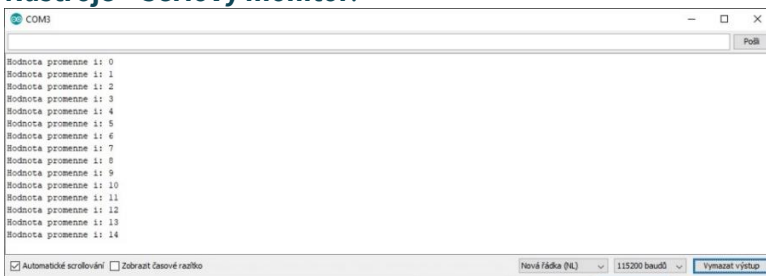 COM3
Pošli
Hodnota promenne i: 0
Hodnota promenne i: 1
Hodnota promenne i: 2
Hodnota promenne i: 3
Hodnota promenne i: 4
Hodnota promenne i: 5
Hodnota promenne i: 6
Hodnota promenne i: 7
Hodnota promenne i: 8
Hodnota promenne i: 9
Hodnota promenne i: 10
Hodnota promenne i: 11
Hodnota promenne i: 12
Hodnota promenne i: 13
Hodnota promenne i: 14
Automatické scrollování Zobrazit časové razítko Nová řádka (NL) 115200 baudů Vymazat výstup